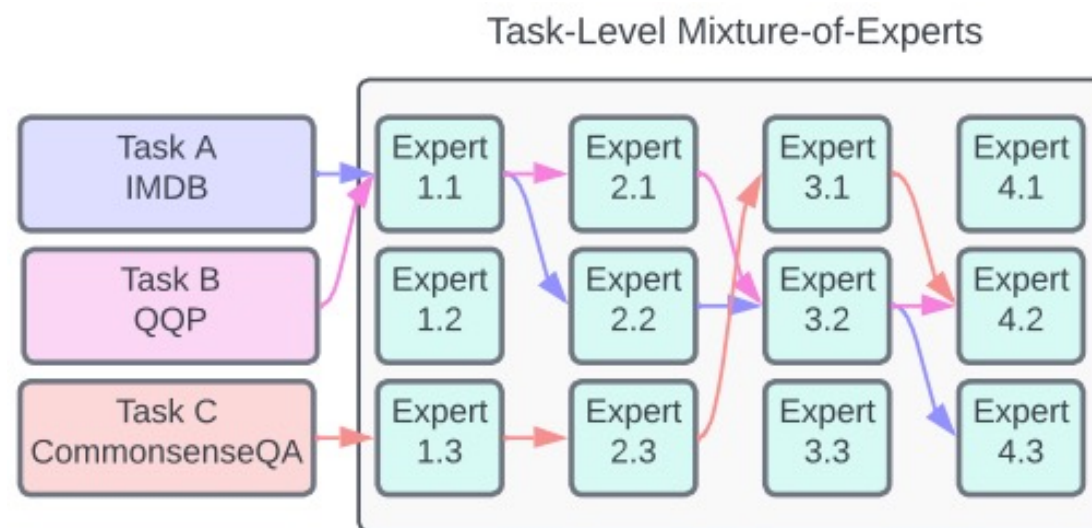 Task-Level Mixture-of-Experts
Task A
IMDB
Expert
1.1
Expert
2.1
Expert
3.1
Expert
4.1
Task B
QQP
Expert
1.2
Expert
2.2
Expert
3.2
Expert
4.2
Task C
CommonsenseQA
Expert
1.3
Expert
2.3
Expert
3.3
Expert
4.3